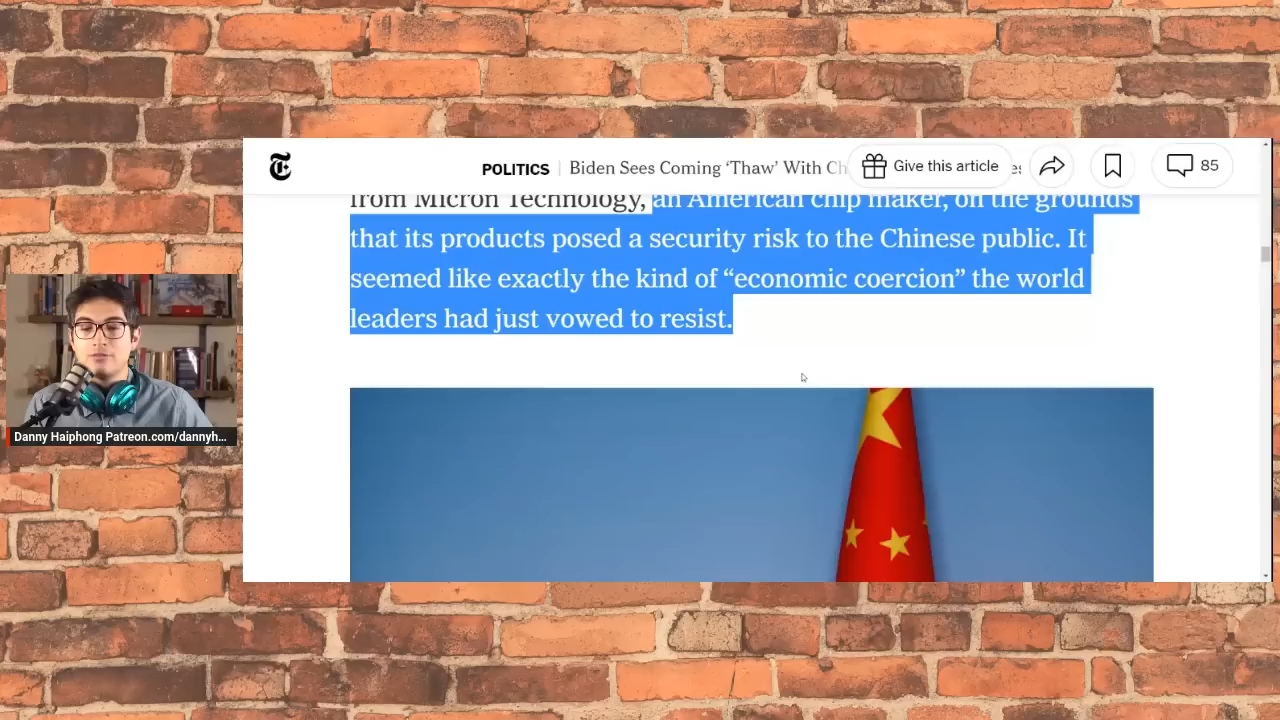 POLITICS | Biden Sees Coming ‘Thaw’ With Ch
Give this article
85
from Micron Technology, an American chip maker, on the grounds
that its products posed a security risk to the Chinese public. It
seemed like exactly the kind of “economic coercion” the world
leaders had just vowed to resist.
Danny Haiphong Patreon.com/dannyh...